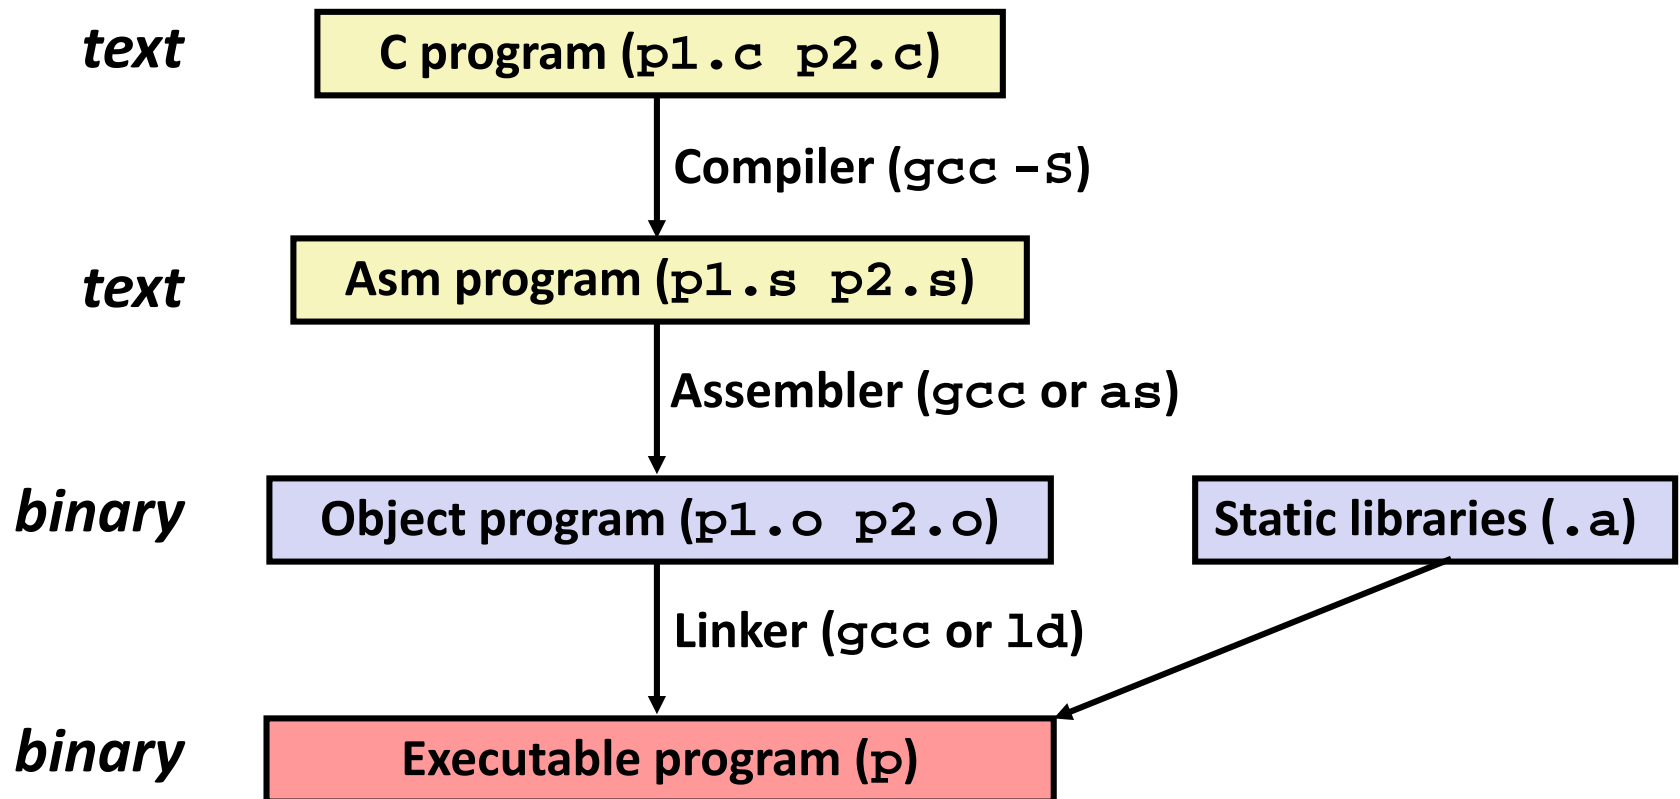 text
C program (p1.c p2.c)
Compiler (gcc –S)
text
Asm program (p1.s p2.s)
Assembler (gcc or as)
binary
Object program (p1.o p2.o)
Static libraries (.a)
Linker (gcc or ld)
binary
Executable program (p)